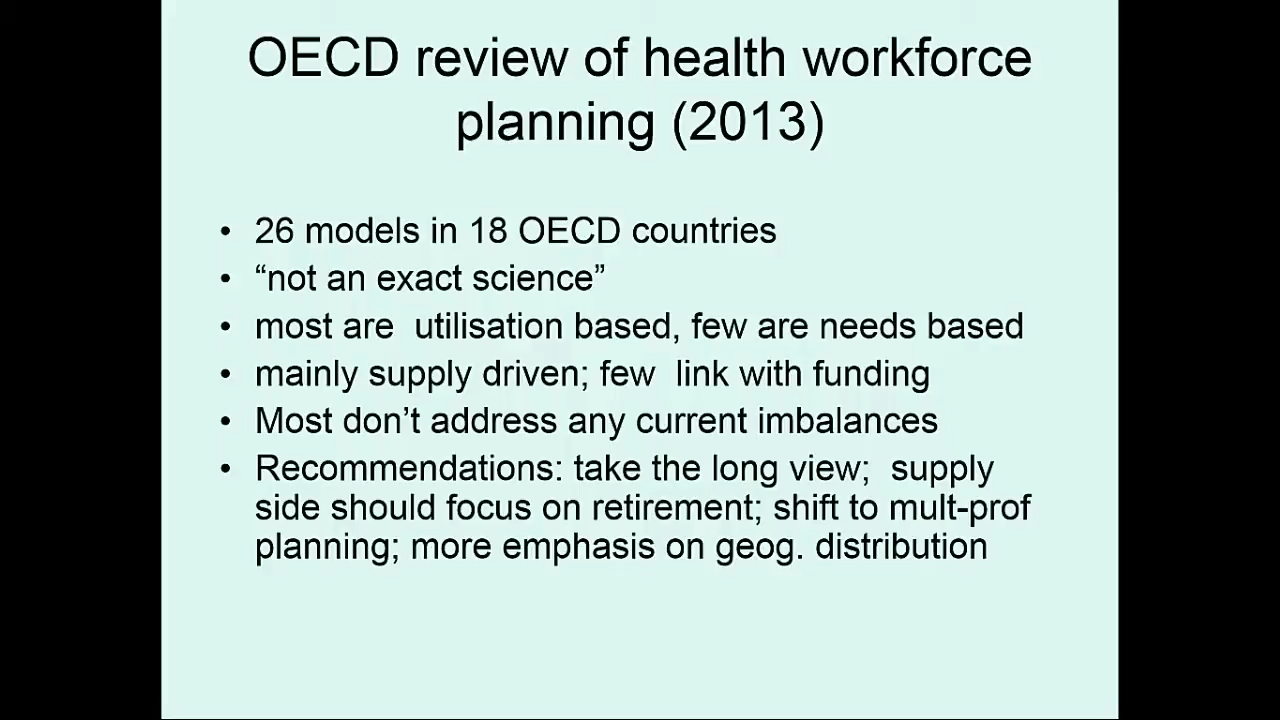 OECD review of health workforce
planning (2013)
• 26 models in 18 OECD countries
• “not an exact science”
• most are  utilisation based, few are needs based
• mainly supply driven; few  link with funding
• Most don’t address any current imbalances
• Recommendations: take the long view;  supply
side should focus on retirement; shift to mult-prof
planning; more emphasis on geog. distribution